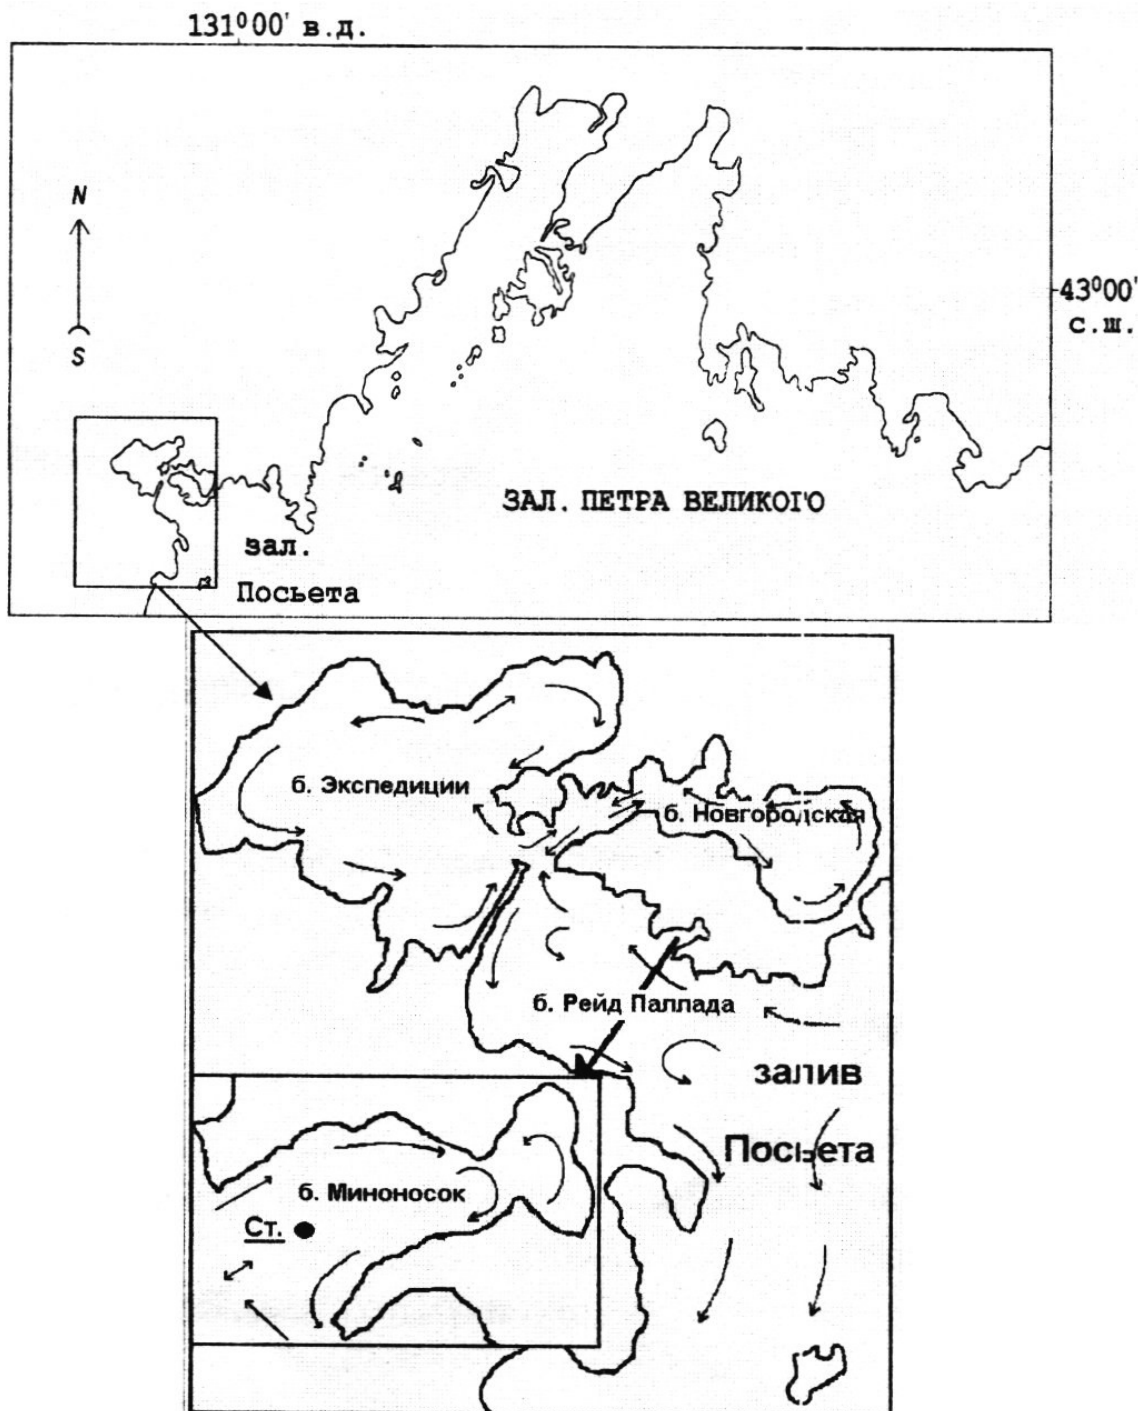 131⁰00' в.д.
N
S
43⁰00'
с.ш.
ЗАЛ. ПЕТРА ВЕЛИКОГО
зал.
Посьета
б. Экспедиции
б. Новгородская
б. Рейд Паллада
залив
Посьета
б. Миноносок
Ст.